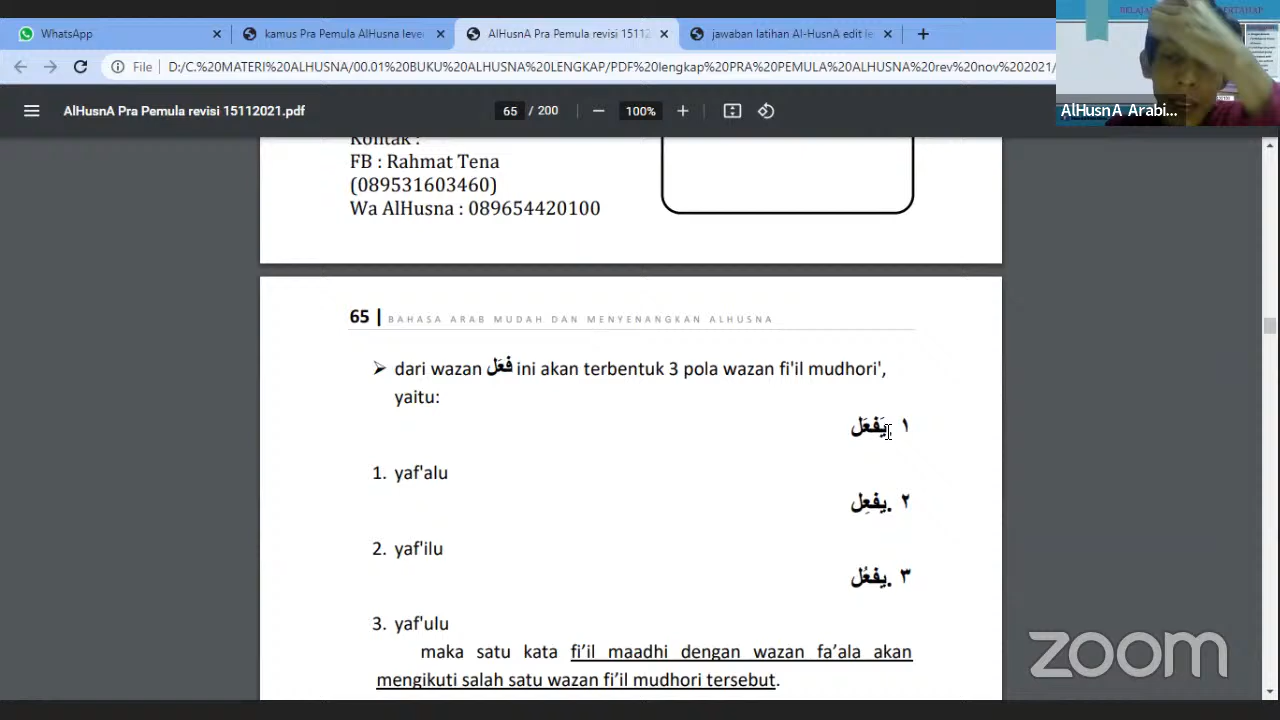 WhatsApp
kamus Pra Pemula AlHusna leve
AlHusnA Pra Pemula revisi 15112
jawaban latihan Al-HusnA edit le
File D:/C.%20MATERI%20ALHUSNA/00.01%20BUKU%20ALHUSNA%20LENGKAP/PDF%20lengkap%20PRA%20PEMULA%20ALHUSNA%20rev%20nov%202021/
AlHusnA Pra Pemula revisi 15112021.pdf
65 / 200
100%
AlHusnA Arabi...
Kontak :
FB : Rahmat Tena
(089531603460)
Wa AlHusna : 089654420100
65 | BAHASA ARAB MUDAH DAN MENYENANGKAN ALHUSNA
➢ dari wazan فَعَل ini akan terbentuk 3 pola wazan fi'il mudhori',
yaitu:
١ .يَفْعَل
1. yaf'alu
٢ .يفعِل
2. yaf'ilu
٣ .يفعُل
3. yaf'ulu
maka satu kata fi’il maadhi dengan wazan fa’ala akan
mengikuti salah satu wazan fi’il mudhori tersebut.
zoom